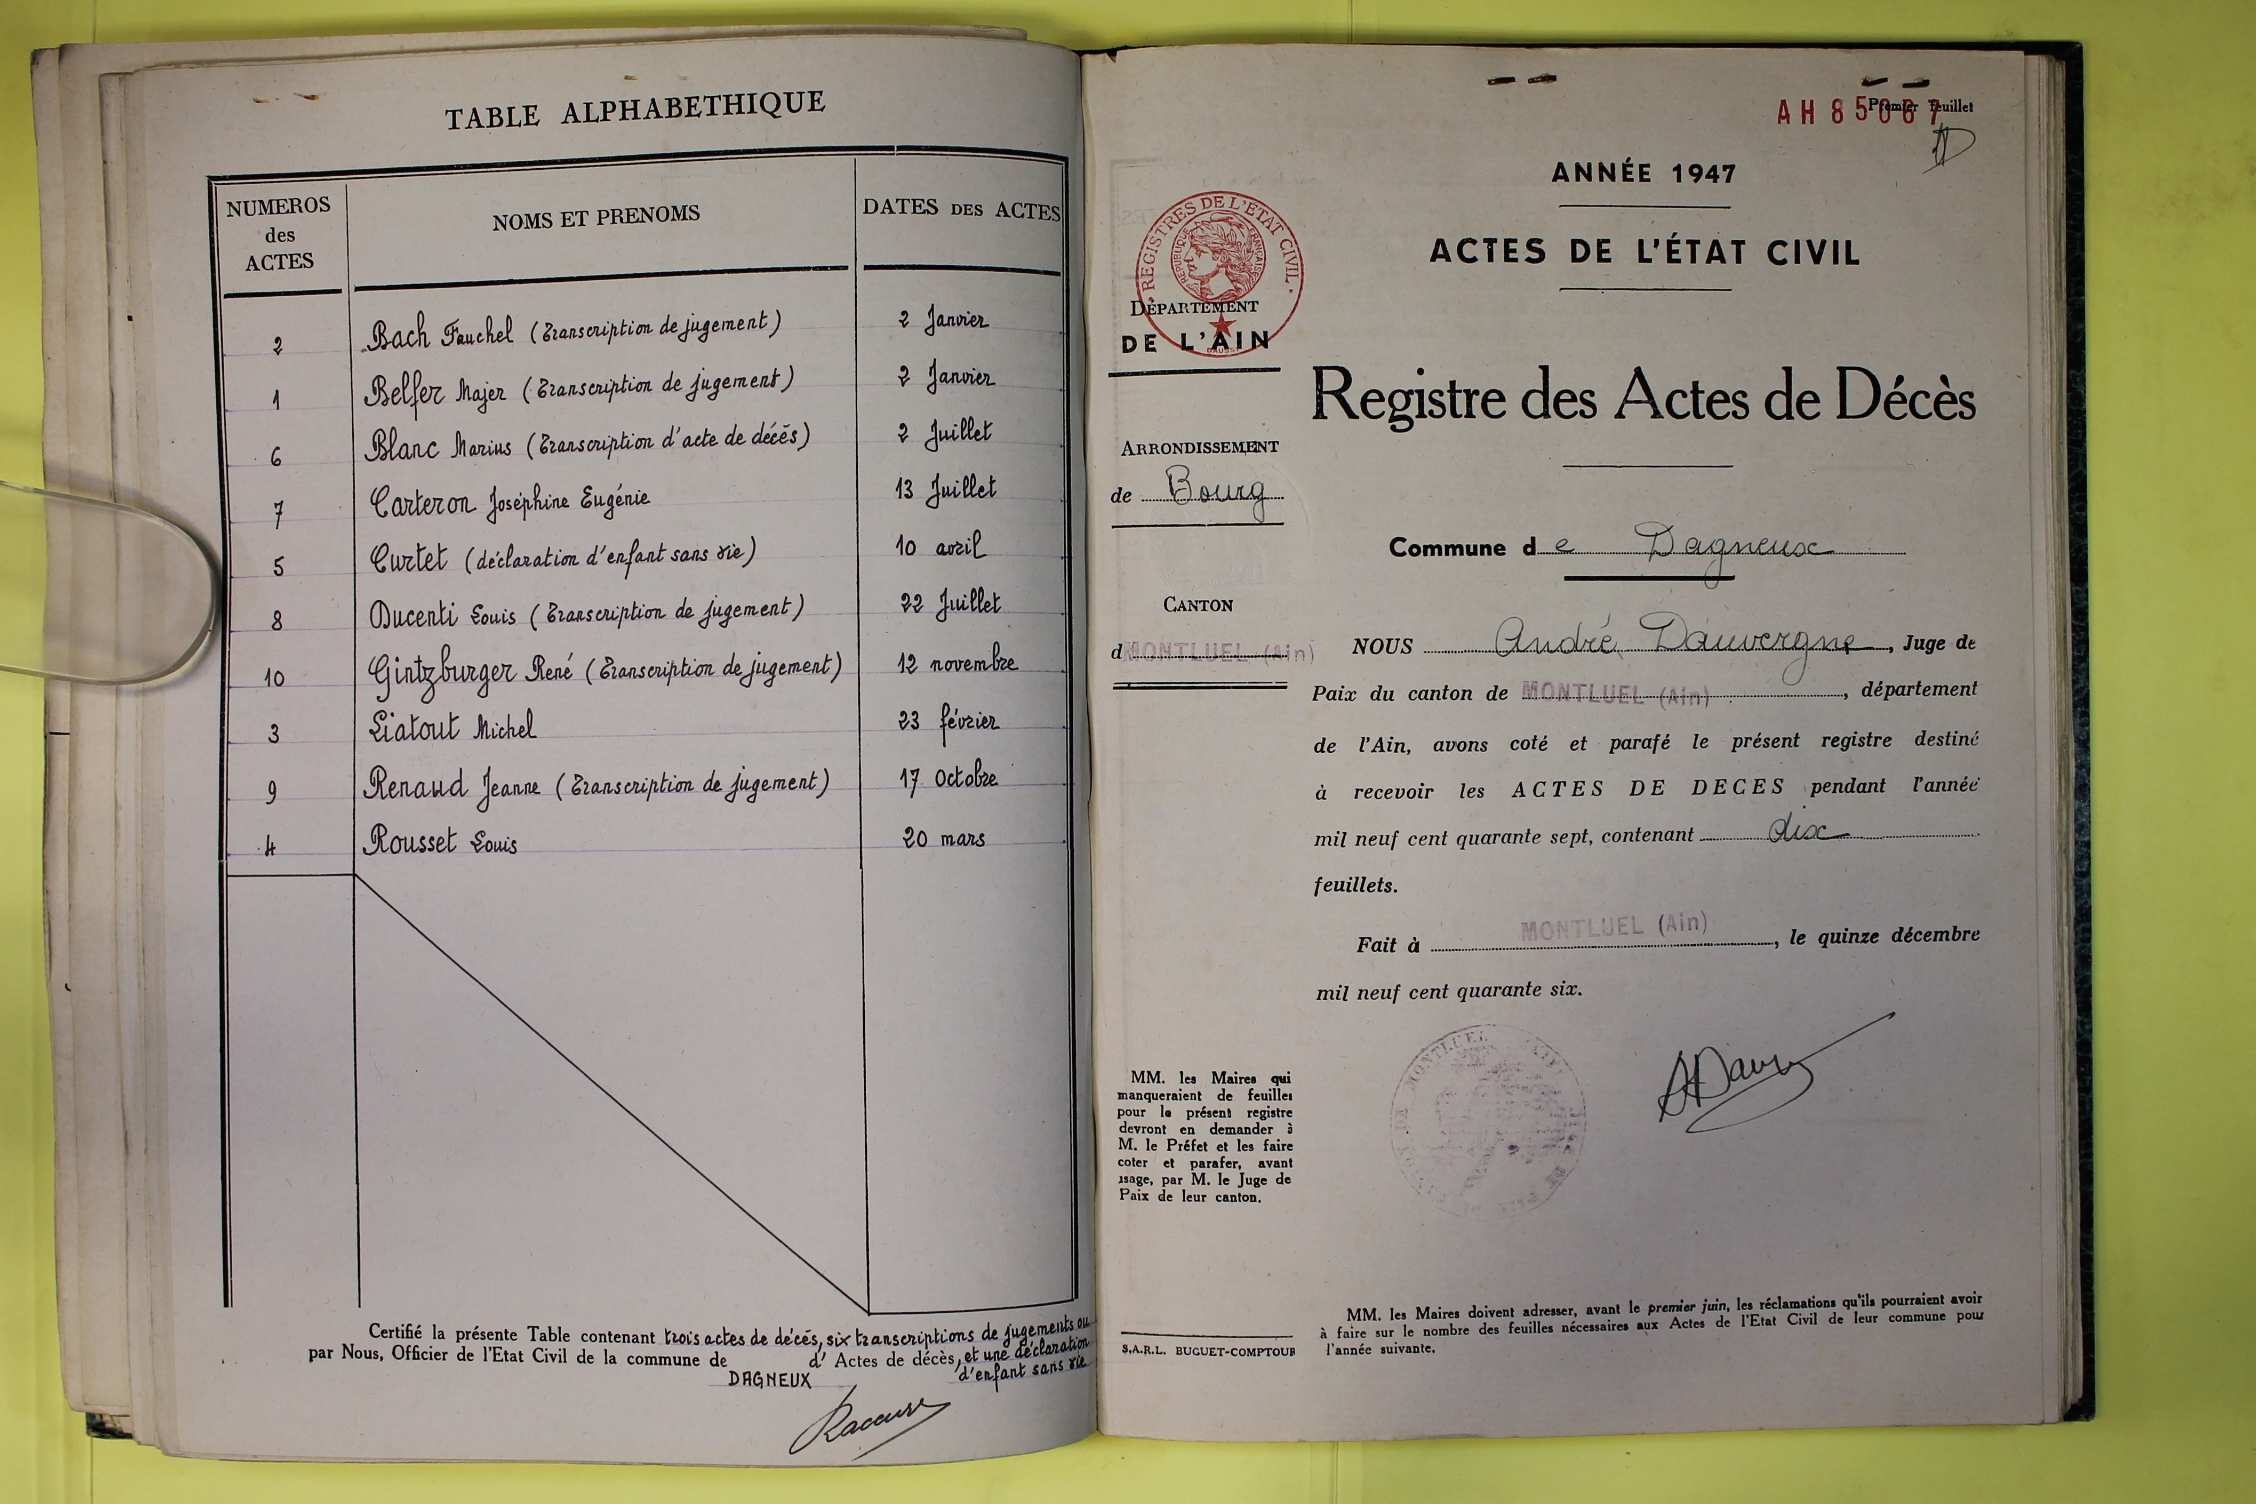 TABLE ALPHABETHIQUE
NUMEROS des ACTES NOMS ET PRENOMS DATES DES ACTES
2 Bach Fauchel (Transcription de jugement) 2 Janvier
1 Belfer Majer (Transcription de jugement) 2 Janvier
6 Blanc Marius (Transcription d'acte de décès) 2 Juillet
7 Carteron Joséphine Eugénie 13 Juillet
5 Curtet (déclaration d'enfant sans vie) 10 avril
8 Ducenti Louis (Transcription de jugement) 22 Juillet
10 Gintzburger René (Transcription de jugement) 12 novembre
3 Liatout Michel 23 février
9 Renaud Jeanne (Transcription de jugement) 17 Octobre
4 Rousset Louis 20 mars
Certifié la présente Table contenant trois actes de décès, six transcriptions de jugements ou
par Nous, Officier de l'Etat Civil de la commune de d' Actes de décès, et une déclaration
DAGNEUX d'enfant sans vie
Premier feuillet
ANNÉE 1947
ACTES DE L'ÉTAT CIVIL
REGISTRES DE L'ETAT CIVIL
REPUBLIQUE FRANÇAISE
DÉPARTEMENT
DE L'AIN
Registre des Actes de Décès
ARRONDISSEMENT
de Bourg
Commune de Dagneux
CANTON
d MONTLUEL (Ain)
NOUS André Dauvergne, Juge de
Paix du canton de MONTLUEL (Ain), département
de l'Ain, avons coté et parafé le présent registre destiné
à recevoir les ACTES DE DECES pendant l'année
mil neuf cent quarante sept, contenant dix
feuillets.
Fait à MONTLUEL (Ain), le quinze décembre
mil neuf cent quarante six.
MM. les Maires qui
manqueraient de feuilles
pour le présent registre
devront en demander à
M. le Préfet et les faire
coter et parafer, avant
usage, par M. le Juge de
Paix de leur canton.
S.A.R.L. BUGUET-COMPTOUR
MM. les Maires doivent adresser, avant le premier juin, les réclamations qu'ils pourraient avoir
à faire sur le nombre des feuilles nécessaires aux Actes de l'Etat Civil de leur commune pour
l'année suivante.